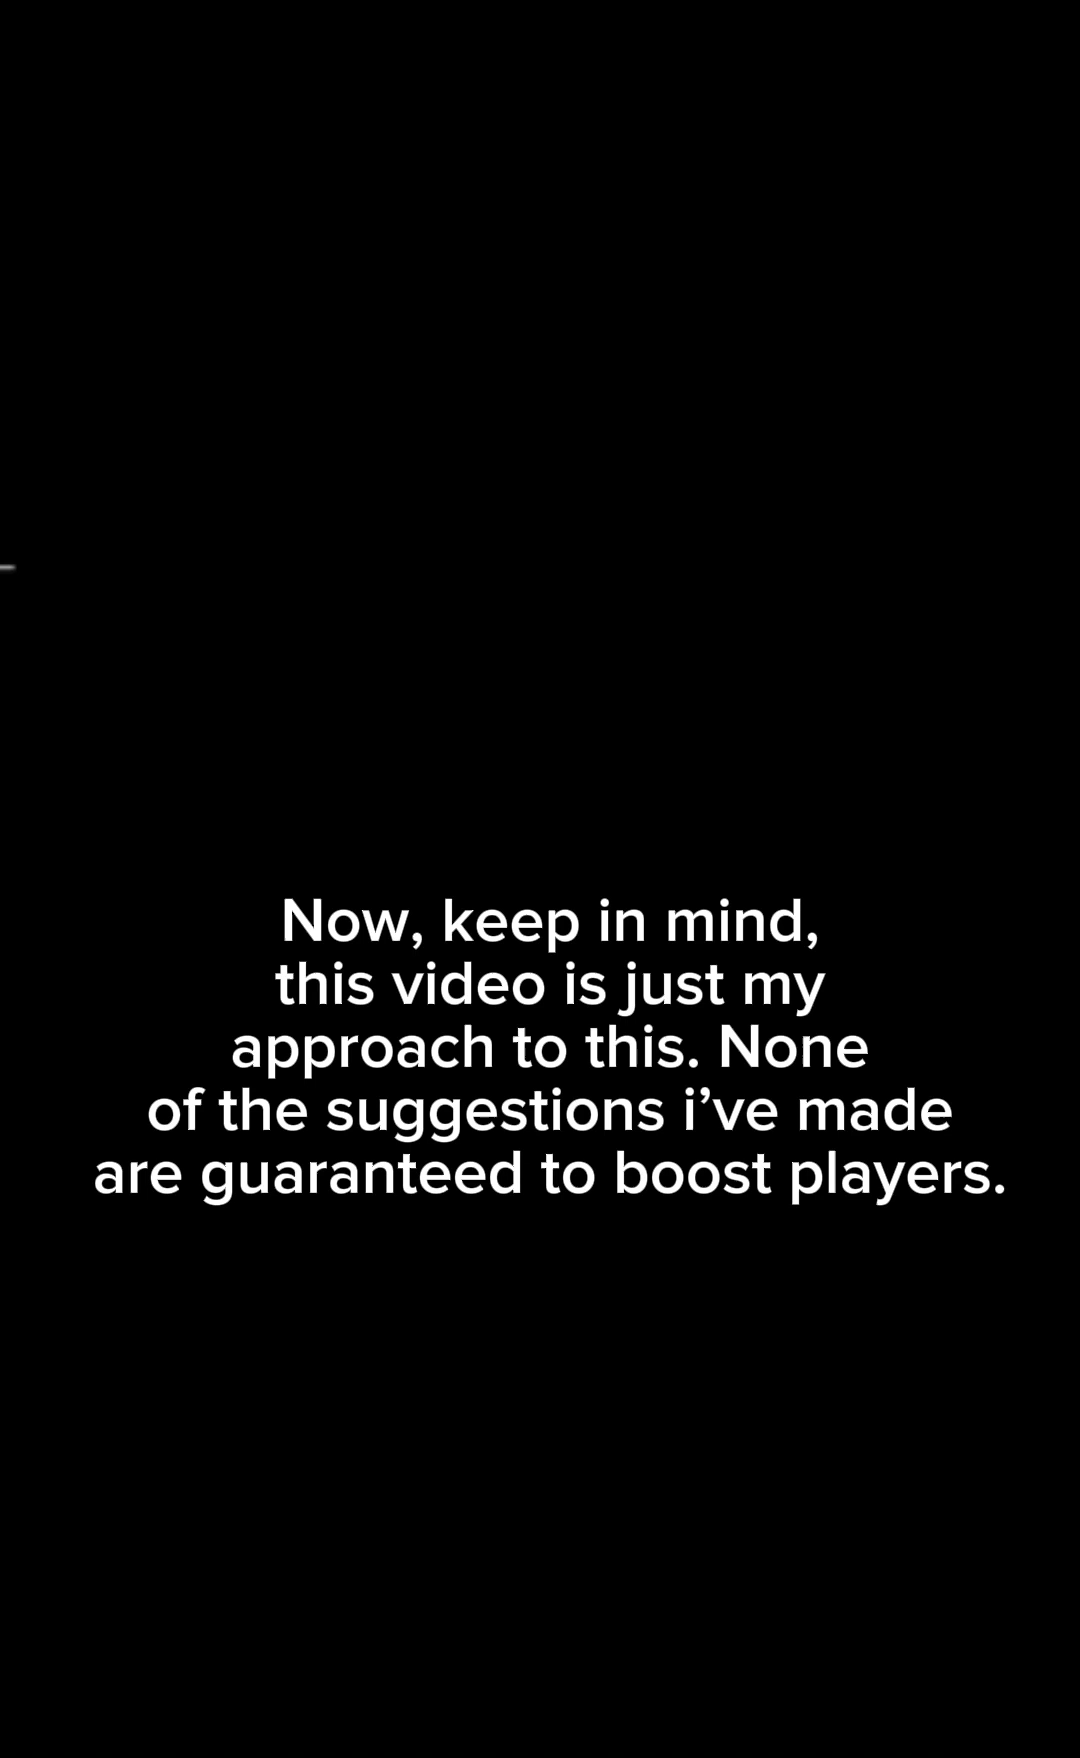 Now, keep in mind,
this video is just my
approach to this. None
of the suggestions i’ve made
are guaranteed to boost players.